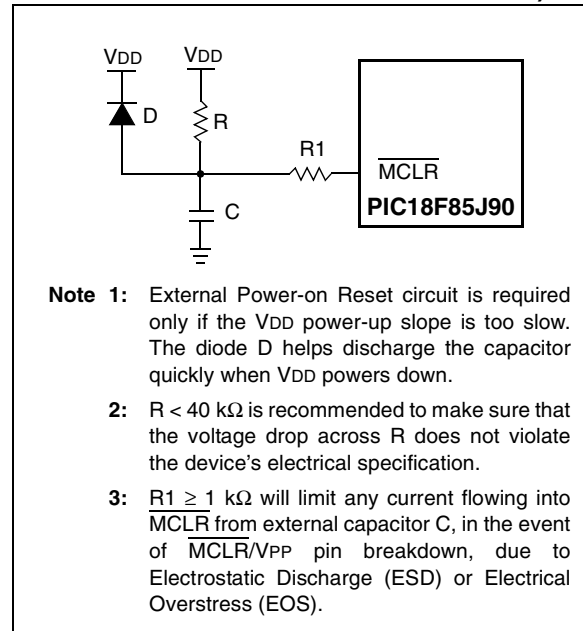 VDD VDD
D
R
R1
MCLR
PIC18F85J90
C
Note 1: External Power-on Reset circuit is required
only if the VDD power-up slope is too slow.
The diode D helps discharge the capacitor
quickly when VDD powers down.
2: R < 40 kΩ is recommended to make sure that
the voltage drop across R does not violate
the device's electrical specification.
3: R1 ≥ 1 kΩ will limit any current flowing into
MCLR from external capacitor C, in the event
of MCLR/VPP pin breakdown, due to
Electrostatic Discharge (ESD) or Electrical
Overstress (EOS).